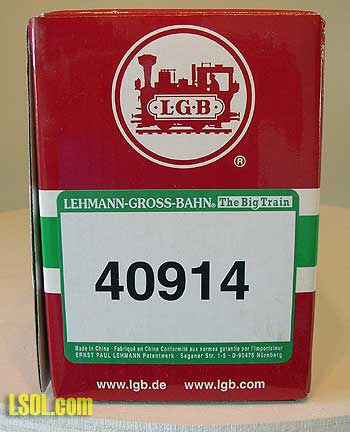 L·G·B
®
LEHMANN-GROSS-BAHN® The Big Train
40914
Made in China · Fabriqué en Chine Conformité aux normes garantie par l'importateur
ERNST PAUL LEHMANN Patentwerk · Saganer Str. 1-5 · D-90475 Nürnberg
www.lgb.de www.lgb.com
LSOL.com